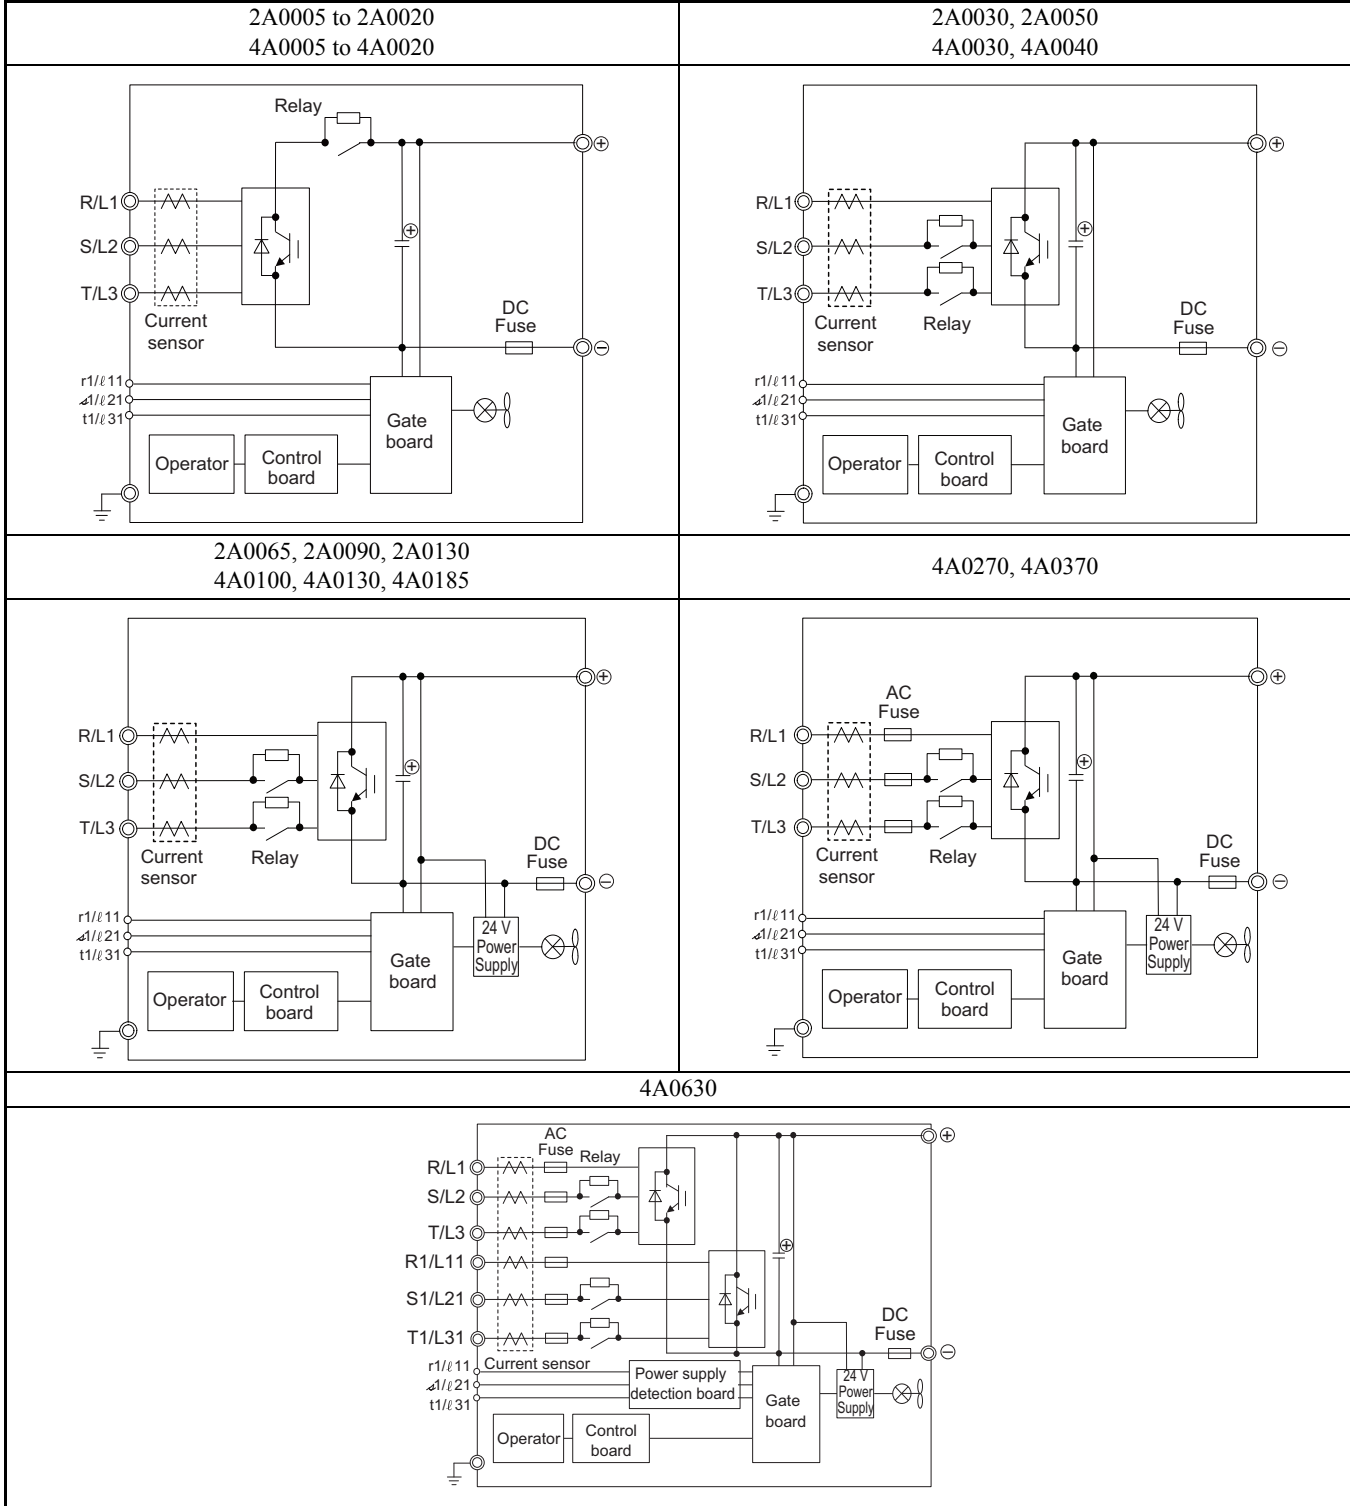 2A0005 to 2A0020
4A0005 to 4A0020
2A0030, 2A0050
4A0030, 4A0040
Relay
⊕
R/L1
S/L2
T/L3
⊕
Current
sensor
DC
Fuse
⊖
r1/ℓ11
𝓈1/ℓ21
t1/ℓ31
Gate
board
Operator
Control
board
⊕
R/L1
S/L2
T/L3
⊕
Current
sensor
Relay
DC
Fuse
⊖
r1/ℓ11
𝓈1/ℓ21
t1/ℓ31
Gate
board
Operator
Control
board
2A0065, 2A0090, 2A0130
4A0100, 4A0130, 4A0185
4A0270, 4A0370
⊕
R/L1
S/L2
T/L3
⊕
Current
sensor
Relay
DC
Fuse
⊖
r1/ℓ11
𝓈1/ℓ21
t1/ℓ31
24 V
Power
Supply
Gate
board
Operator
Control
board
⊕
AC
Fuse
R/L1
S/L2
T/L3
⊕
Current
sensor
Relay
DC
Fuse
⊖
r1/ℓ11
𝓈1/ℓ21
t1/ℓ31
24 V
Power
Supply
Gate
board
Operator
Control
board
4A0630
AC
Fuse
Relay
⊕
R/L1
S/L2
T/L3
R1/L11
⊕
S1/L21
T1/L31
DC
Fuse
⊖
r1/ℓ11
Current sensor
𝓈1/ℓ21
t1/ℓ31
Power supply
detection board
24 V
Power
Supply
Gate
board
Operator
Control
board